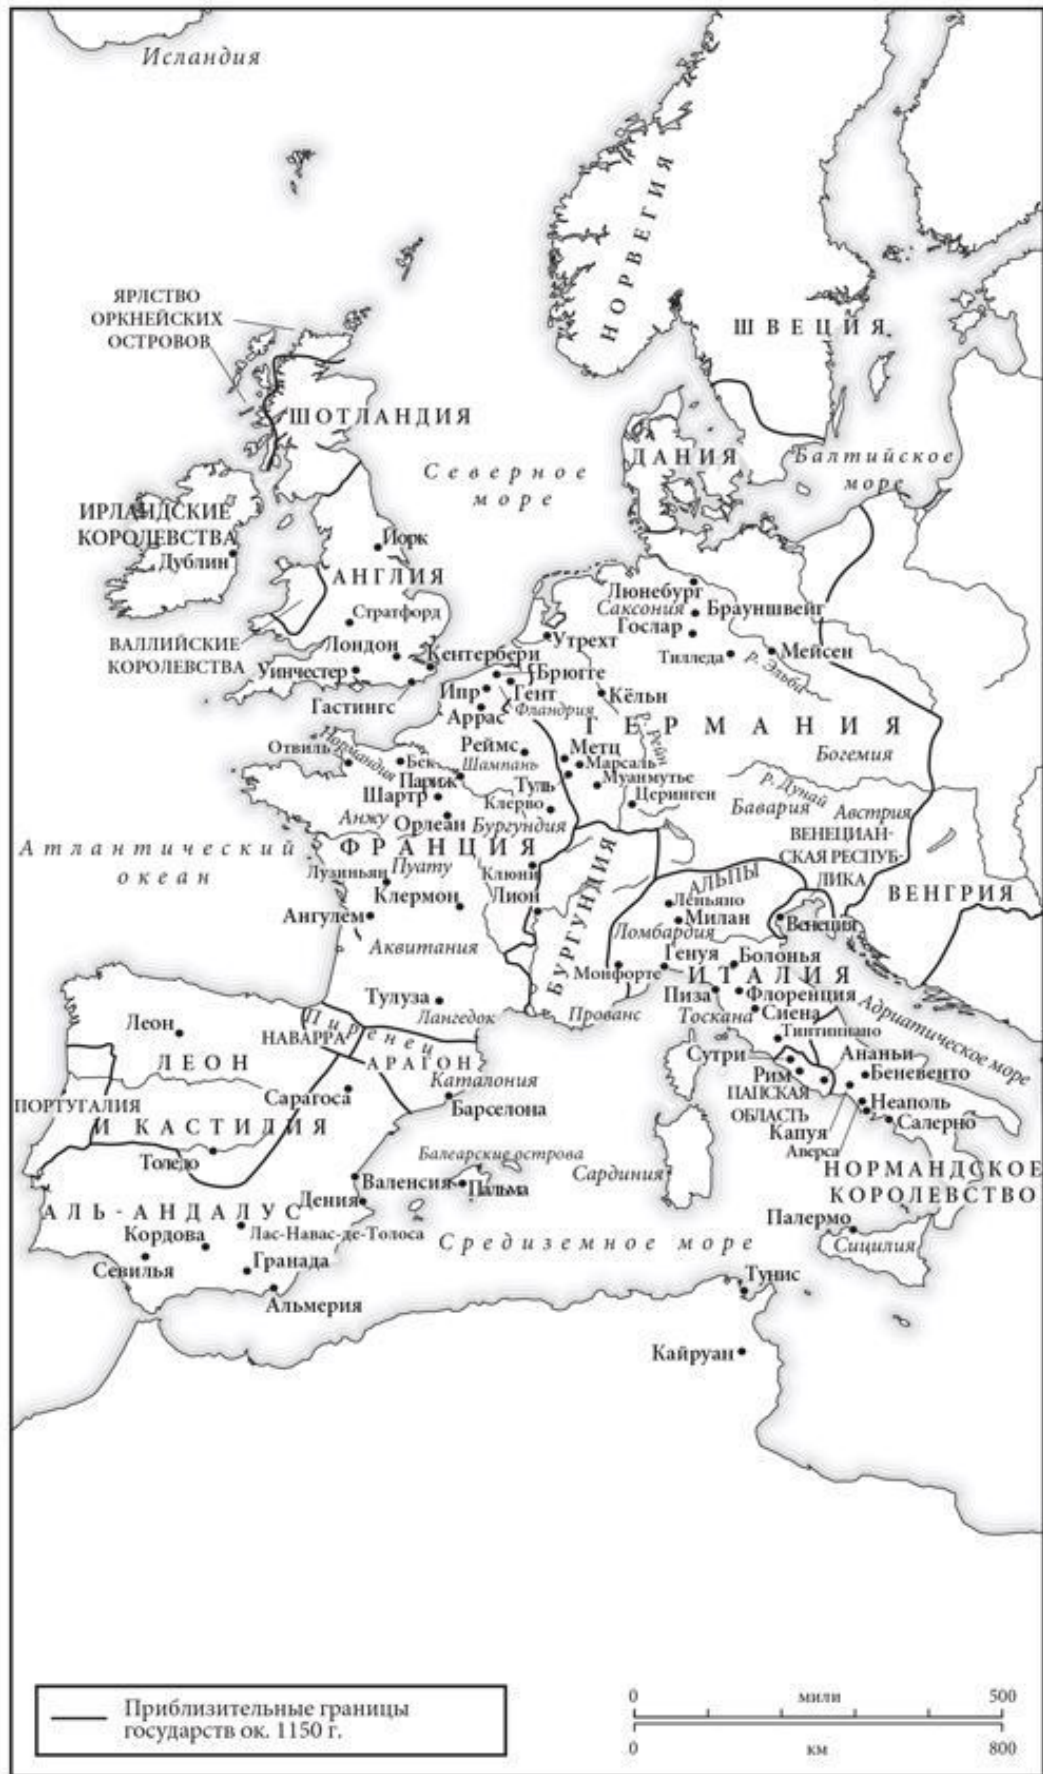 Исландия
НОРВЕГИЯ
ШВЕЦИЯ
ЯРЛСТВО
ОРКНЕЙСКИХ
ОСТРОВОВ
ШОТЛАНДИЯ
Северное
море
ДАНИЯ
Балтийское
море
ИРЛАНДСКИЕ
КОРОЛЕВСТВА
Дублин
Йорк
АНГЛИЯ
Стратфорд
ВАЛЛИЙСКИЕ
КОРОЛЕВСТВА
Лондон
Кентербери
Уинчестер
Гастингс
Люнебург
Саксония
Брауншвейг
Гослар
Утрехт
Тилледа
Мейсен
р. Эльба
Брюгге
Ипр
Гент
Фландрия
Аррас
Кёльн
ГЕРМАНИЯ
р. Рейн
Богемия
Отвиль
Нормандия
Бек
Реймс
Шампань
Париж
Шартр
Метц
Марсаль
Туль
Муанмутье
Клерво
Церинген
р. Дунай
Бавария
Австрия
Анжу
Орлеан
Бургундия
Атлантический
океан
ФРАНЦИЯ
Лузиньян
Пуату
Клюни
Клермон
Лион
Ангулем
Аквитания
БУРГУНДИЯ
ВЕНЕЦИАН-
СКАЯ РЕСПУБ-
ЛИКА
ВЕНГРИЯ
АЛЬПЫ
Леньяно
Милан
Ломбардия
Венеция
Генуя
Болонья
Монфорте
ИТАЛИЯ
Пиза
Флоренция
Тоскана
Сиена
Тинтиннано
Адриатическое море
Прованс
Тулуза
Лангедок
Пиренеи
Леон
НАВАРРА
ЛЕОН
АРАГОН
Каталония
Сарагоса
Барселона
ПОРТУГАЛИЯ
И КАСТИЛИЯ
Толедо
Сутри
Рим
Ананьи
Беневенто
ПАПСКАЯ
ОБЛАСТЬ
Неаполь
Капуя
Салерно
Аверса
НОРМАНДСКОЕ
КОРОЛЕВСТВО
Балеарские острова
Сардиния
Валенсия
Пальма
Дения
АЛЬ-АНДАЛУС
Лас-Навас-де-Толоса
Кордова
Севилья
Гранада
Альмерия
Средиземное море
Палермо
Сицилия
Тунис
Кайруан
Приблизительные границы
государств ок. 1150 г.
0 мили 500
0 км 800